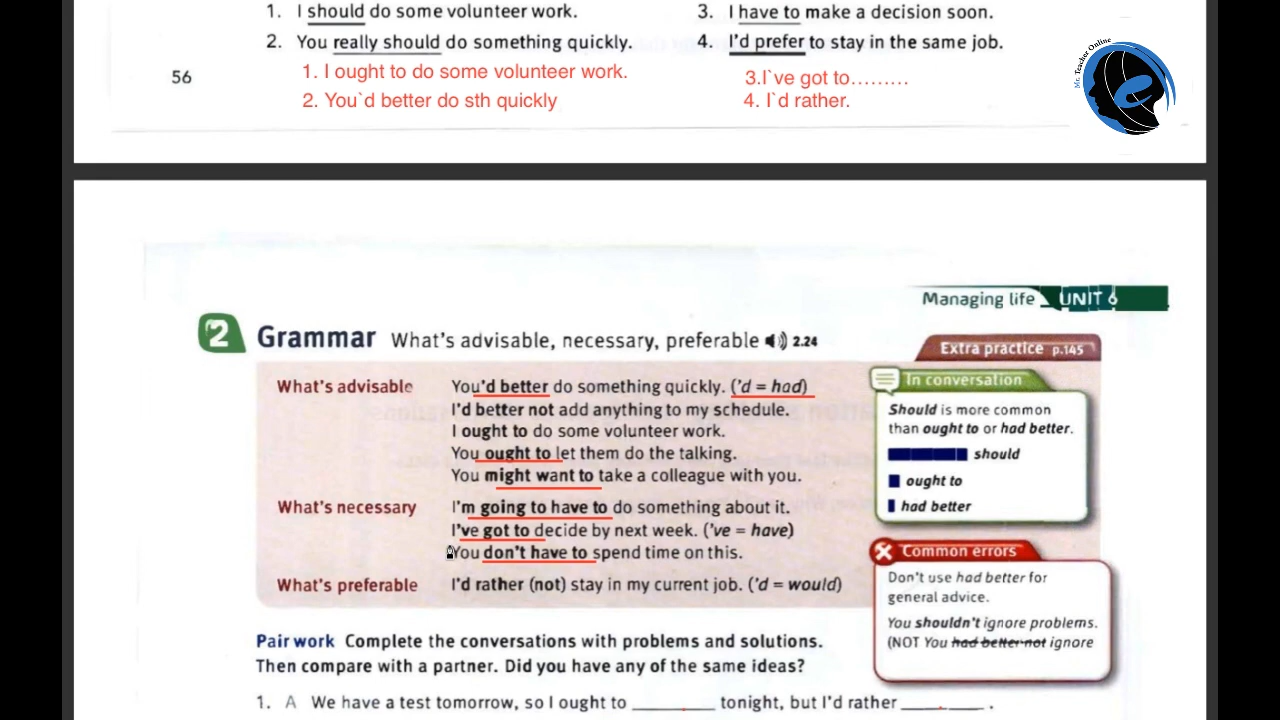 1. I should do some volunteer work.
2. You really should do something quickly.
3. I have to make a decision soon.
4. I'd prefer to stay in the same job.
56
1. I ought to do some volunteer work.
2. You`d better do sth quickly
3.I`ve got to………
4. I`d rather.
Mr. Teacher Online
Managing life UNIT 6
2 Grammar What's advisable, necessary, preferable 2.24
Extra practice p.145
What's advisable
You'd better do something quickly. ('d = had)
I'd better not add anything to my schedule.
I ought to do some volunteer work.
You ought to let them do the talking.
You might want to take a colleague with you.
What's necessary
I'm going to have to do something about it.
I've got to decide by next week. ('ve = have)
You don't have to spend time on this.
What's preferable
I'd rather (not) stay in my current job. ('d = would)
In conversation
Should is more common
than ought to or had better.
should
ought to
had better
Common errors
Don't use had better for
general advice.
You shouldn't ignore problems.
(NOT You had better not ignore
Pair work Complete the conversations with problems and solutions.
Then compare with a partner. Did you have any of the same ideas?
1. A We have a test tomorrow, so I ought to ________ tonight, but I'd rather ________ .